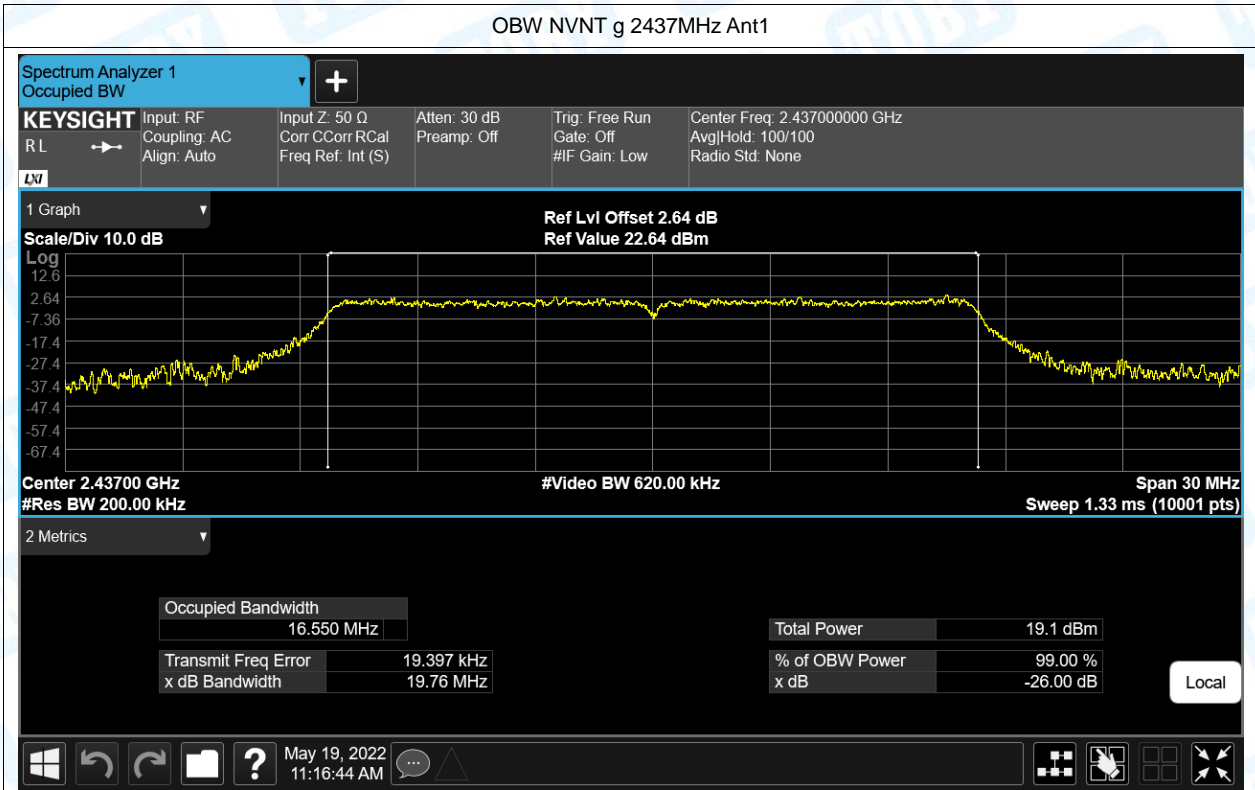 OBW NVNT g 2437MHz Ant1
Spectrum Analyzer 1
Occupied BW
KEYSIGHT
RL
LXI
Input: RF
Coupling: AC
Align: Auto
Input Z: 50 Ω
Corr CCorr RCal
Freq Ref: Int (S)
Atten: 30 dB
Preamp: Off
Trig: Free Run
Gate: Off
#IF Gain: Low
Center Freq: 2.437000000 GHz
Avg|Hold: 100/100
Radio Std: None
1 Graph
Scale/Div 10.0 dB
Ref Lvl Offset 2.64 dB
Ref Value 22.64 dBm
Log
12.6
2.64
-7.36
-17.4
-27.4
-37.4
-47.4
-57.4
-67.4
Center 2.43700 GHz
#Res BW 200.00 kHz
#Video BW 620.00 kHz
Span 30 MHz
Sweep 1.33 ms (10001 pts)
2 Metrics
Occupied Bandwidth
16.550 MHz
Transmit Freq Error 19.397 kHz
x dB Bandwidth 19.76 MHz
Total Power 19.1 dBm
% of OBW Power 99.00 %
x dB -26.00 dB
Local
May 19, 2022
11:16:44 AM